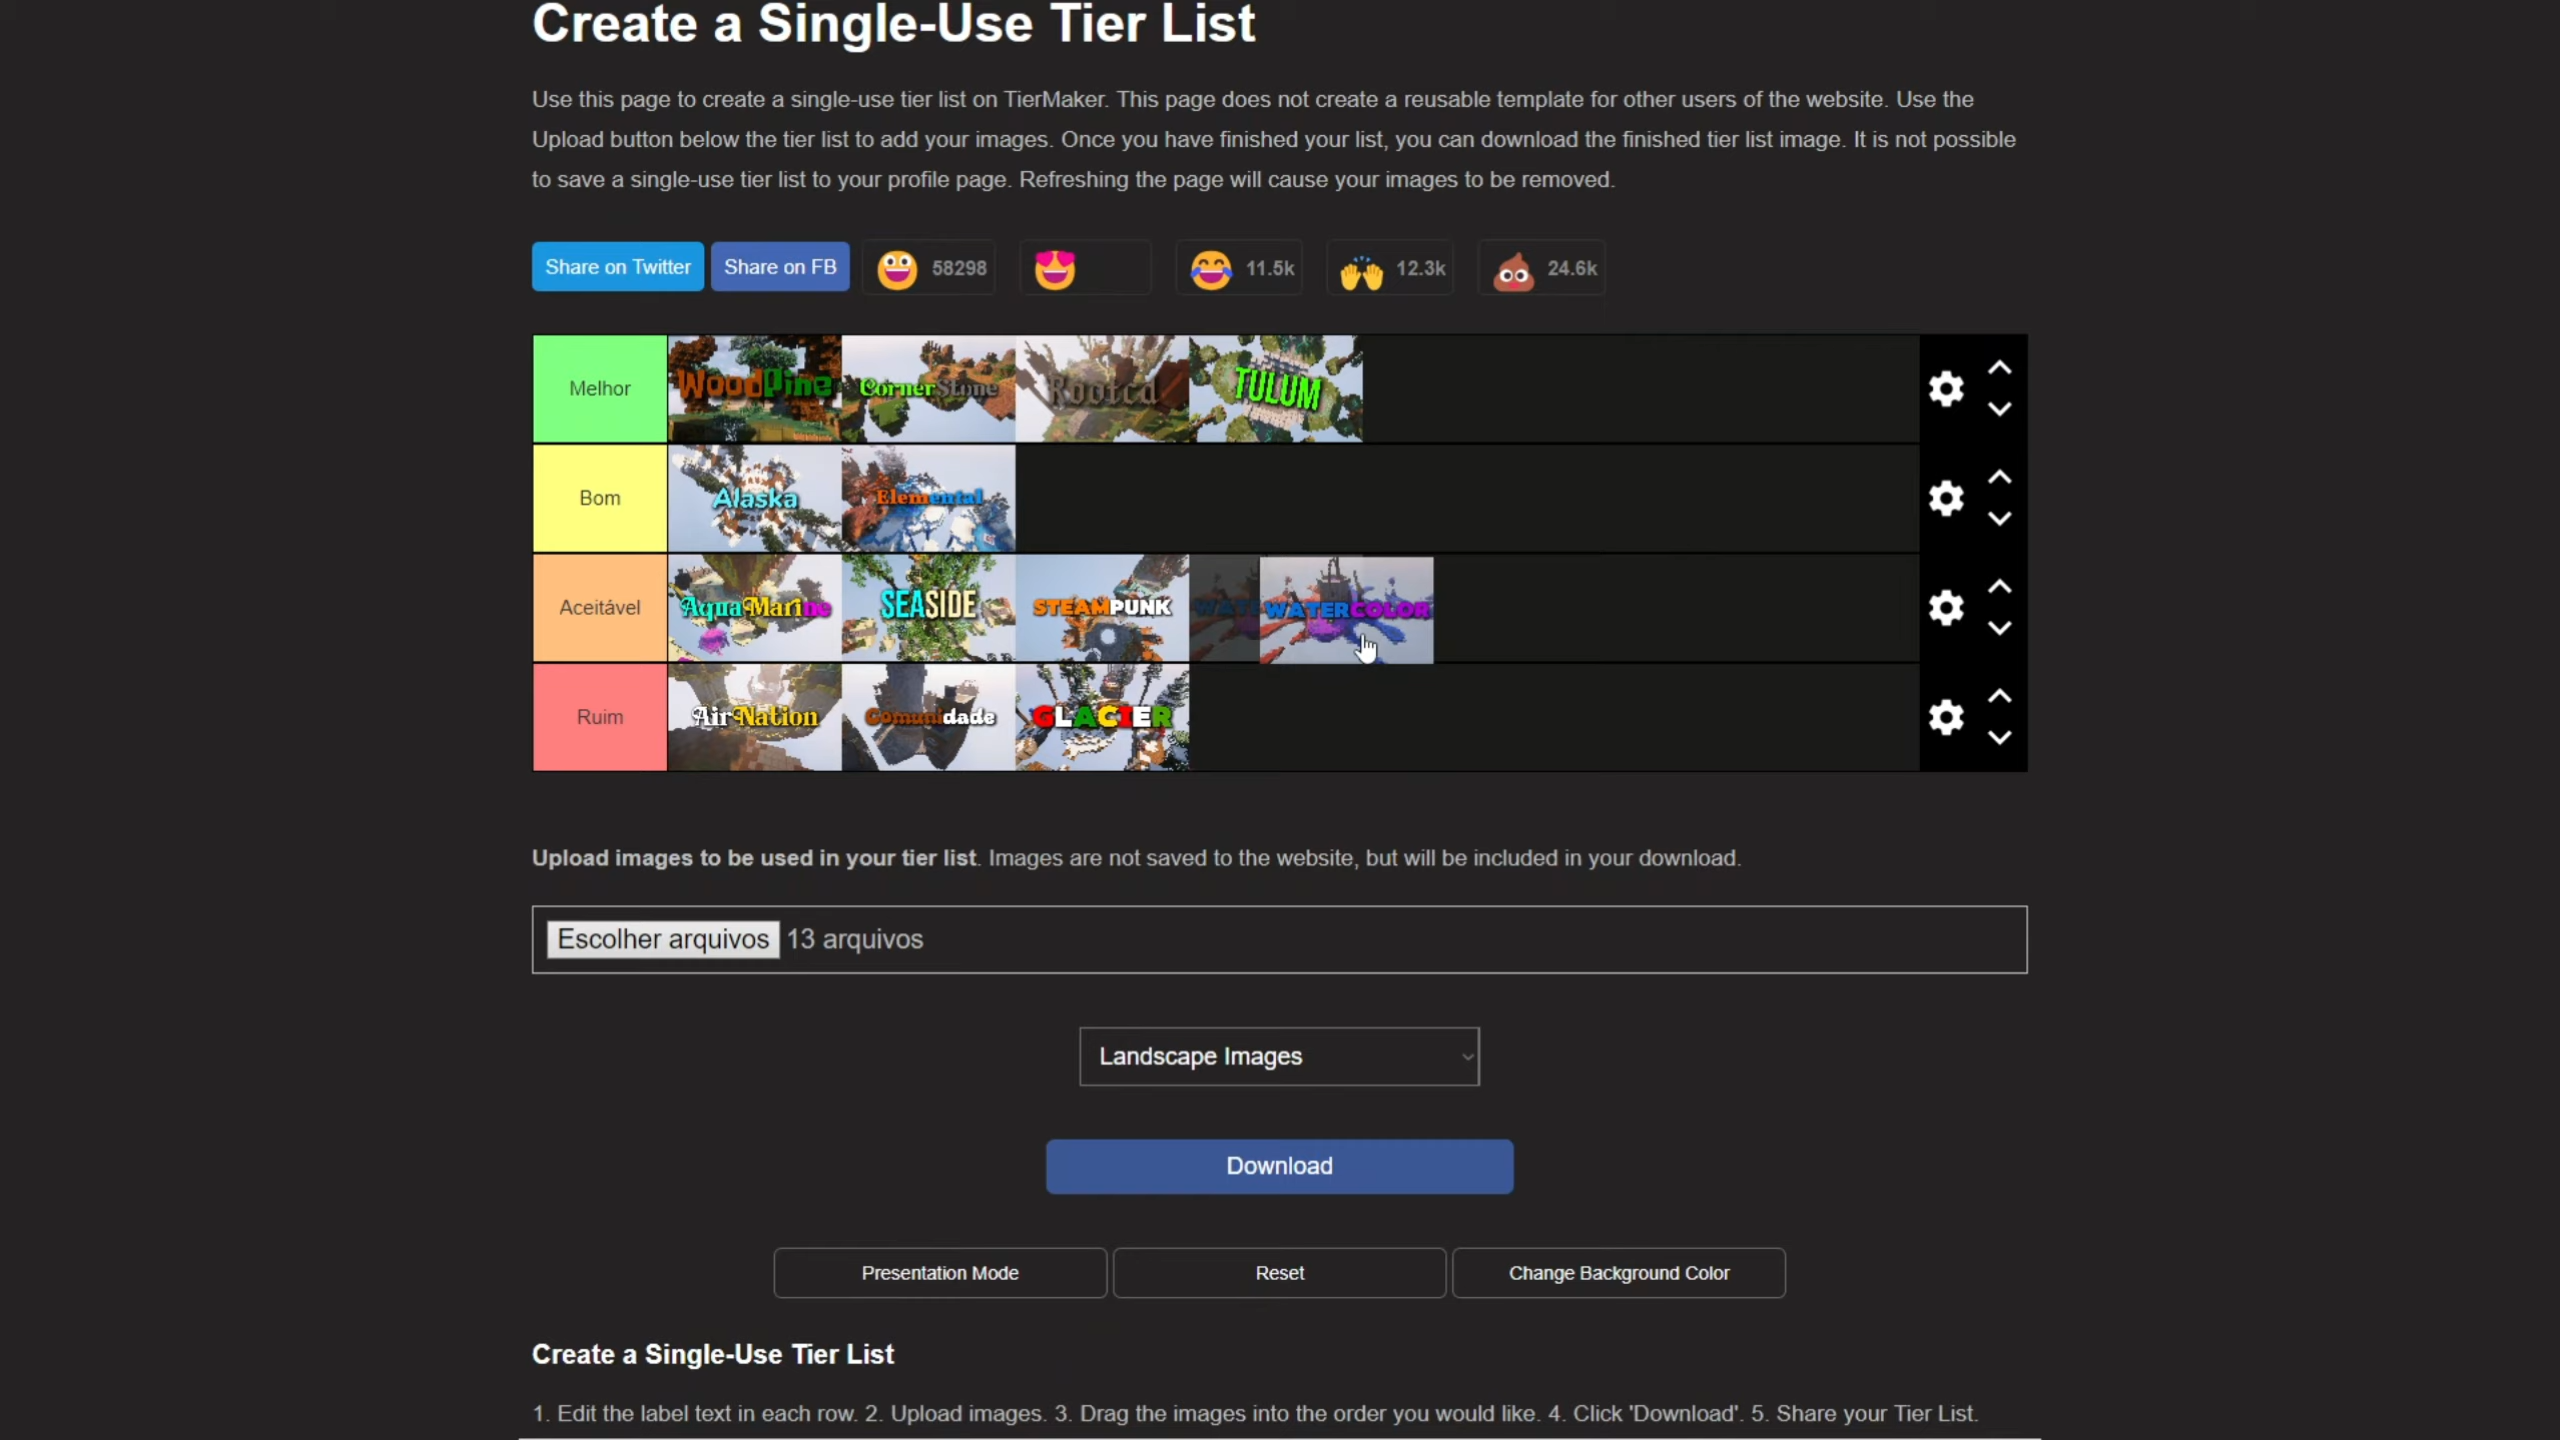 Create a Single-Use Tier List
Use this page to create a single-use tier list on TierMaker. This page does not create a reusable template for other users of the website. Use the
Upload button below the tier list to add your images. Once you have finished your list, you can download the finished tier list image. It is not possible
to save a single-use tier list to your profile page. Refreshing the page will cause your images to be removed.
Share on Twitter Share on FB 58298 11.5k 12.3k 24.6k
Melhor WoodPine CornerStone Rooted TULUM
Bom Alaska Elemental
Aceitável AquaMarine SEASIDE STEAMPUNK WATE WATERCOLOR
Ruim AirNation Comunidade GLACIER
Upload images to be used in your tier list. Images are not saved to the website, but will be included in your download.
Escolher arquivos 13 arquivos
Landscape Images
Download
Presentation Mode Reset Change Background Color
Create a Single-Use Tier List
1. Edit the label text in each row. 2. Upload images. 3. Drag the images into the order you would like. 4. Click 'Download'. 5. Share your Tier List.